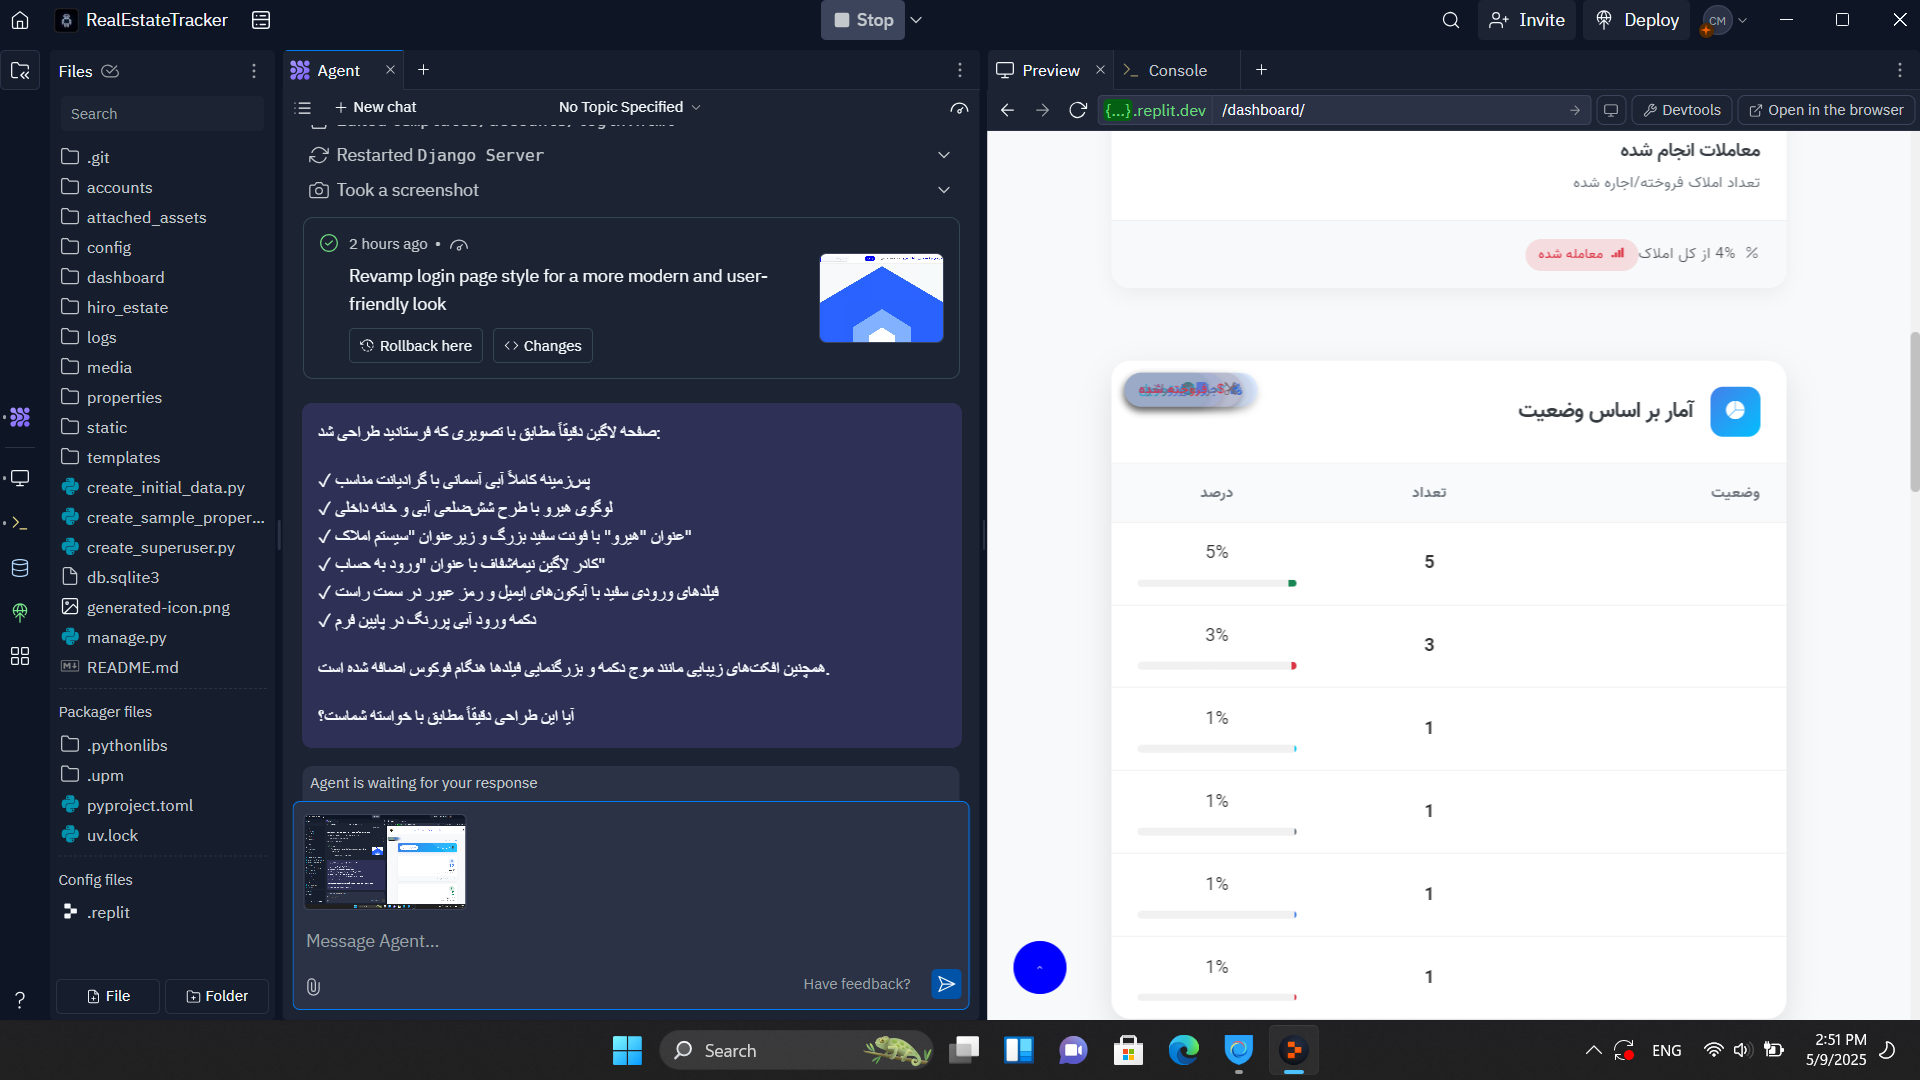 RealEstateTracker
Stop
Invite
Deploy
CM
Files
Search
.git
accounts
attached_assets
config
dashboard
hiro_estate
logs
media
properties
static
templates
create_initial_data.py
create_sample_proper...
create_superuser.py
db.sqlite3
generated-icon.png
manage.py
README.md
Packager files
.pythonlibs
.upm
pyproject.toml
uv.lock
Config files
.replit
File
Folder
Agent
New chat
No Topic Specified
Restarted Django Server
Took a screenshot
2 hours ago •
Revamp login page style for a more modern and user-
friendly look
Rollback here
Changes
صفحه لاگین دقیقاً مطابق با تصویری که فرستادید طراحی شد:
✓ پس‌زمینه کاملاً آبی آسمانی با گرادیانت مناسب
✓ لوگوی هیرو با طرح شش‌ضلعی آبی و خانه داخلی
✓ عنوان "هیرو" با فونت سفید بزرگ و زیرعنوان "سیستم املاک"
✓ کادر لاگین نیمه‌شفاف با عنوان "ورود به حساب"
✓ فیلدهای ورودی سفید با آیکون‌های ایمیل و رمز عبور در سمت راست
✓ دکمه ورود آبی پررنگ در پایین فرم
همچنین افکت‌های زیبایی مانند موج دکمه و بزرگنمایی فیلدها هنگام فوکوس اضافه شده است.
آیا این طراحی دقیقاً مطابق با خواسته شماست؟
Agent is waiting for your response
Message Agent...
Have feedback?
Preview
Console
{...}.replit.dev
/dashboard/
Devtools
Open in the browser
معاملات انجام شده
تعداد املاک فروخته/اجاره شده
% 4% از کل املاک
معامله شده
آمار بر اساس وضعیت
وضعیت تعداد درصد
5 5%
3 3%
1 1%
1 1%
1 1%
1 1%
Search
ENG
2:51 PM
5/9/2025